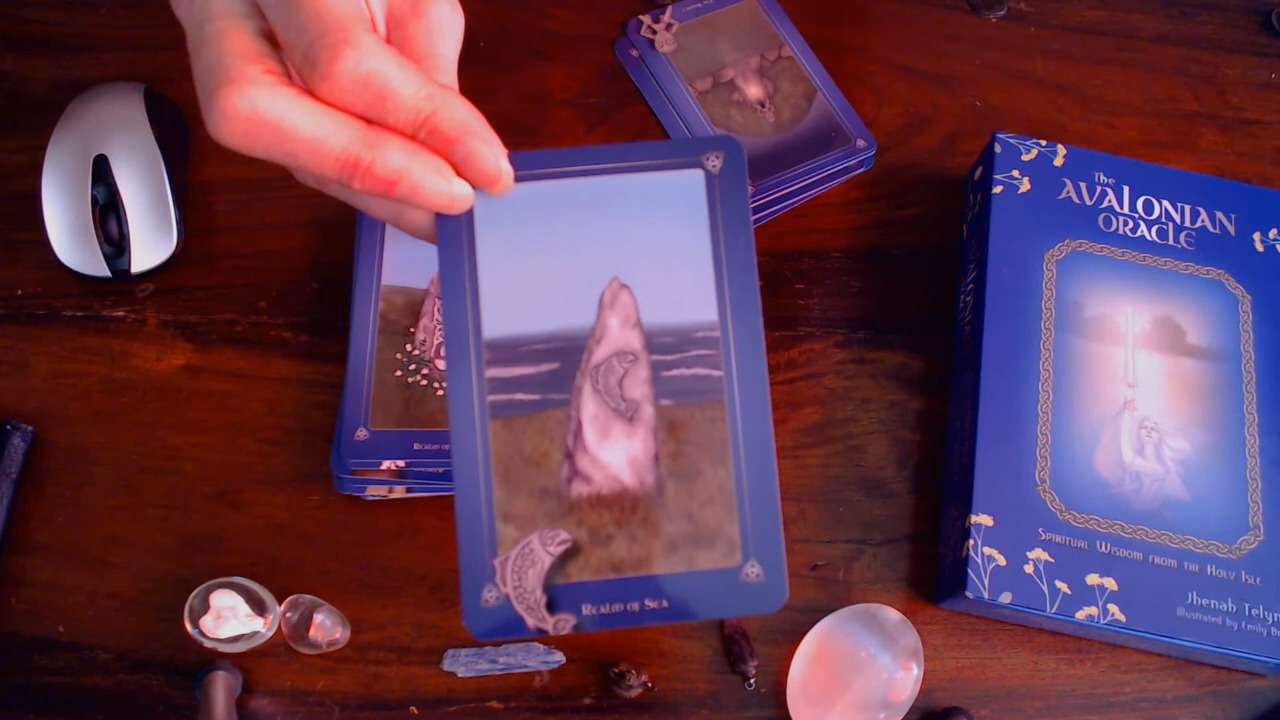 The
AVALONIAN
ORACLE
SPIRITUAL WISDOM FROM THE HOLY ISLE
Jhenah Telyn
Illustrated by Emily
REALM OF SEA
REALM OF